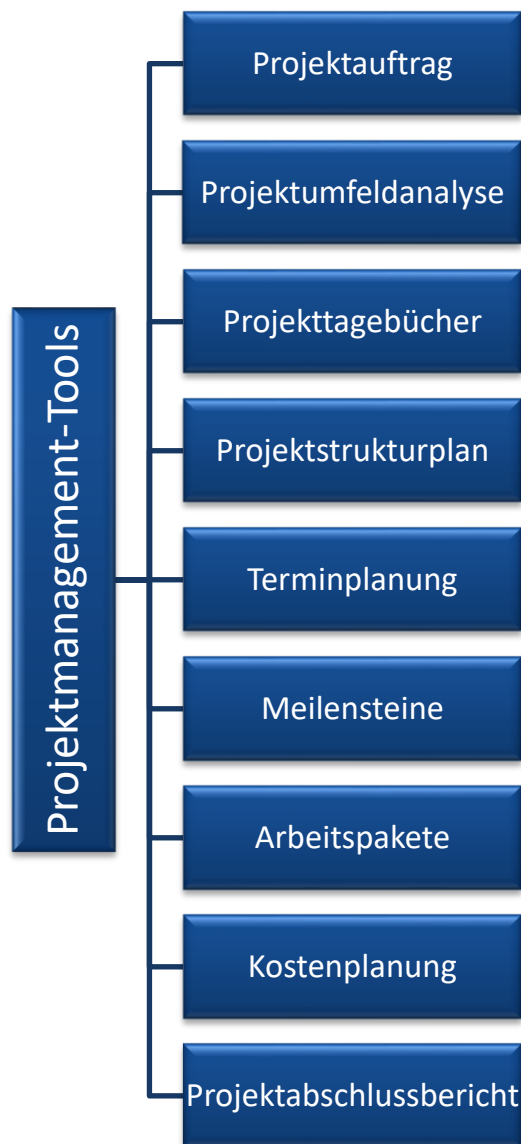 Projektmanagement-Tools
Projektauftrag
Projektumfeldanalyse
Projekttagebücher
Projektstrukturplan
Terminplanung
Meilensteine
Arbeitspakete
Kostenplanung
Projektabschlussbericht